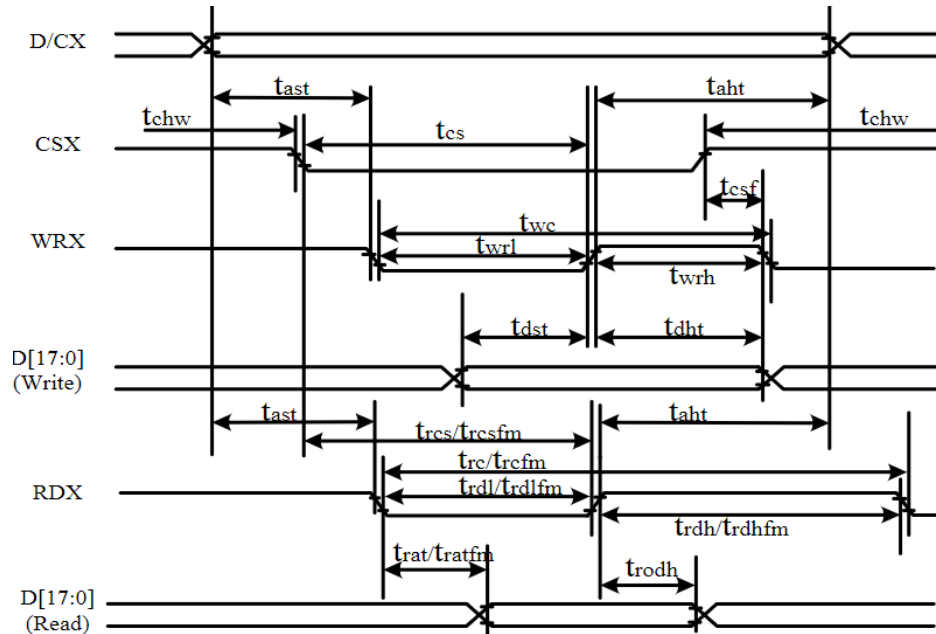 D/CX
tast
taht
tchw
tchw
CSX
tcs
tcsf
twc
WRX
twrl
twrh
tdst
tdht
D[17:0]
(Write)
tast
taht
trcs/trcsfm
trc/trcfm
RDX
trdl/trdlfm
trdh/trdhfm
trat/tratfm
trodh
D[17:0]
(Read)